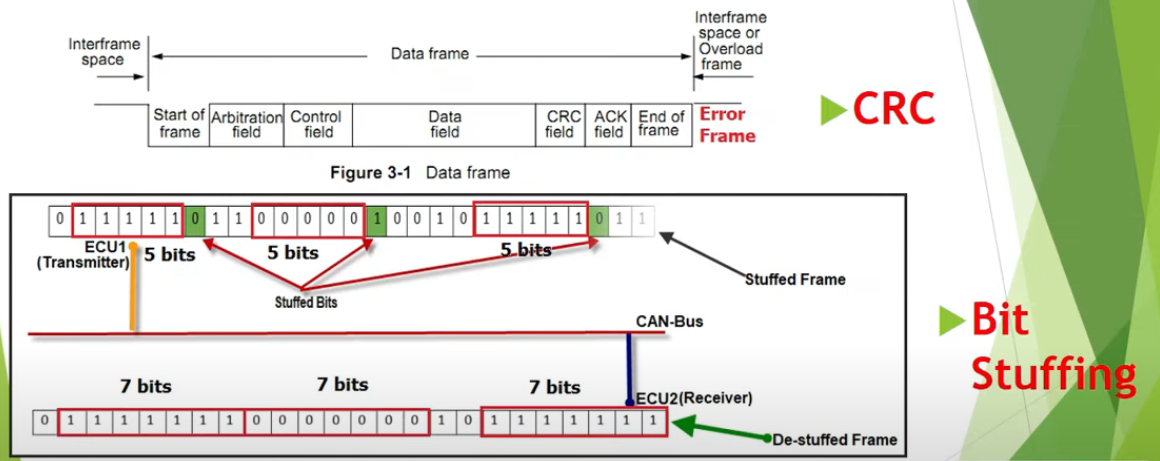 Interframe
space
Data frame
Interframe
space or
Overload
frame
Start of
frame
Arbitration
field
Control
field
Data
field
CRC
field
ACK
field
End of
frame
Error
Frame
Figure 3-1 Data frame
CRC
0 1 1 1 1 1 0 1 1 0 0 0 0 0 1 0 0 1 0 1 1 1 1 1 0 1 1
ECU1
(Transmitter)
5 bits
5 bits
5 bits
Stuffed Bits
Stuffed Frame
CAN-Bus
Bit
Stuffing
7 bits
7 bits
7 bits
ECU2(Receiver)
0 1 1 1 1 1 1 1 0 0 0 0 0 0 0 1 0 1 1 1 1 1 1 1
De-stuffed Frame